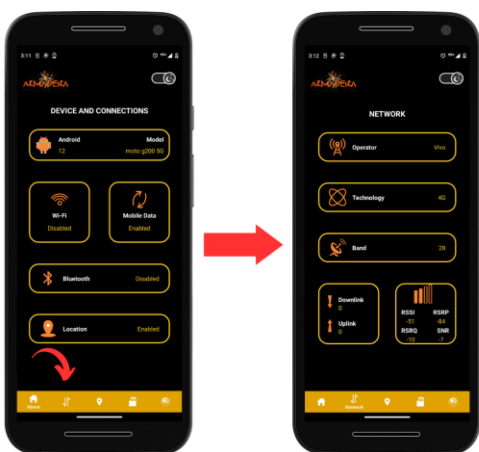 3:11
ARMADEIRA
DEVICE AND CONNECTIONS
Android Model
12 moto g200 5G
Wi-Fi
Disabled
Mobile Data
Enabled
Bluetooth Disabled
Location Enabled
Home
3:12
ARMADEIRA
NETWORK
Operator Vivo
Technology 4G
Band 28
Downlink
0
Uplink
0
RSSI RSRP
-51 -84
RSRQ SNR
-10 -7
Network